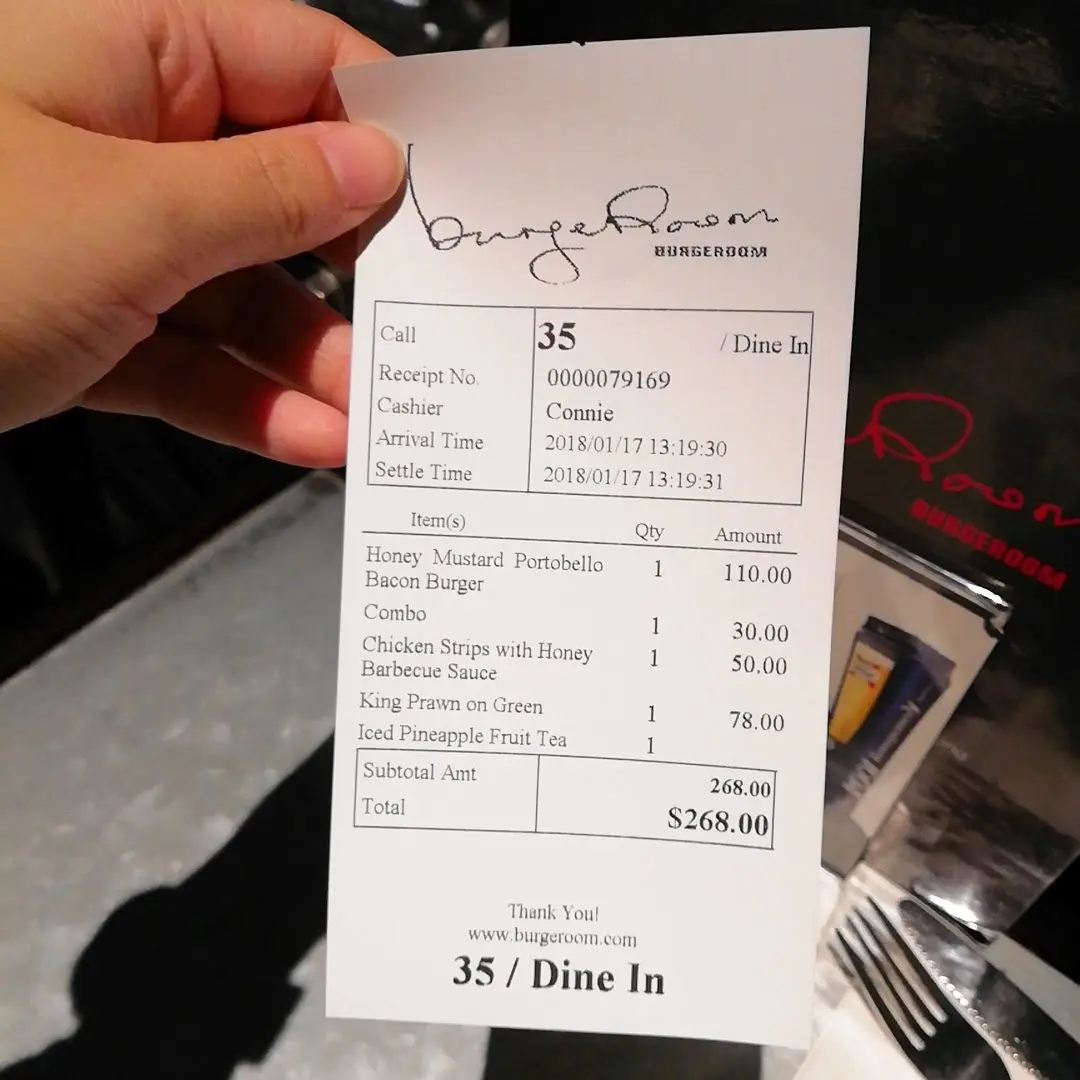 burgeRoom
BURGEROOM
Call 35 / Dine In
Receipt No. 0000079169
Cashier Connie
Arrival Time 2018/01/17 13:19:30
Settle Time 2018/01/17 13:19:31
Item(s) Qty Amount
Honey Mustard Portobello 1 110.00
Bacon Burger
Combo 1 30.00
Chicken Strips with Honey 1 50.00
Barbecue Sauce
King Prawn on Green 1 78.00
Iced Pineapple Fruit Tea 1
Subtotal Amt 268.00
Total $268.00
Thank You!
www.burgeroom.com
35 / Dine In
Room
BURGEROOM